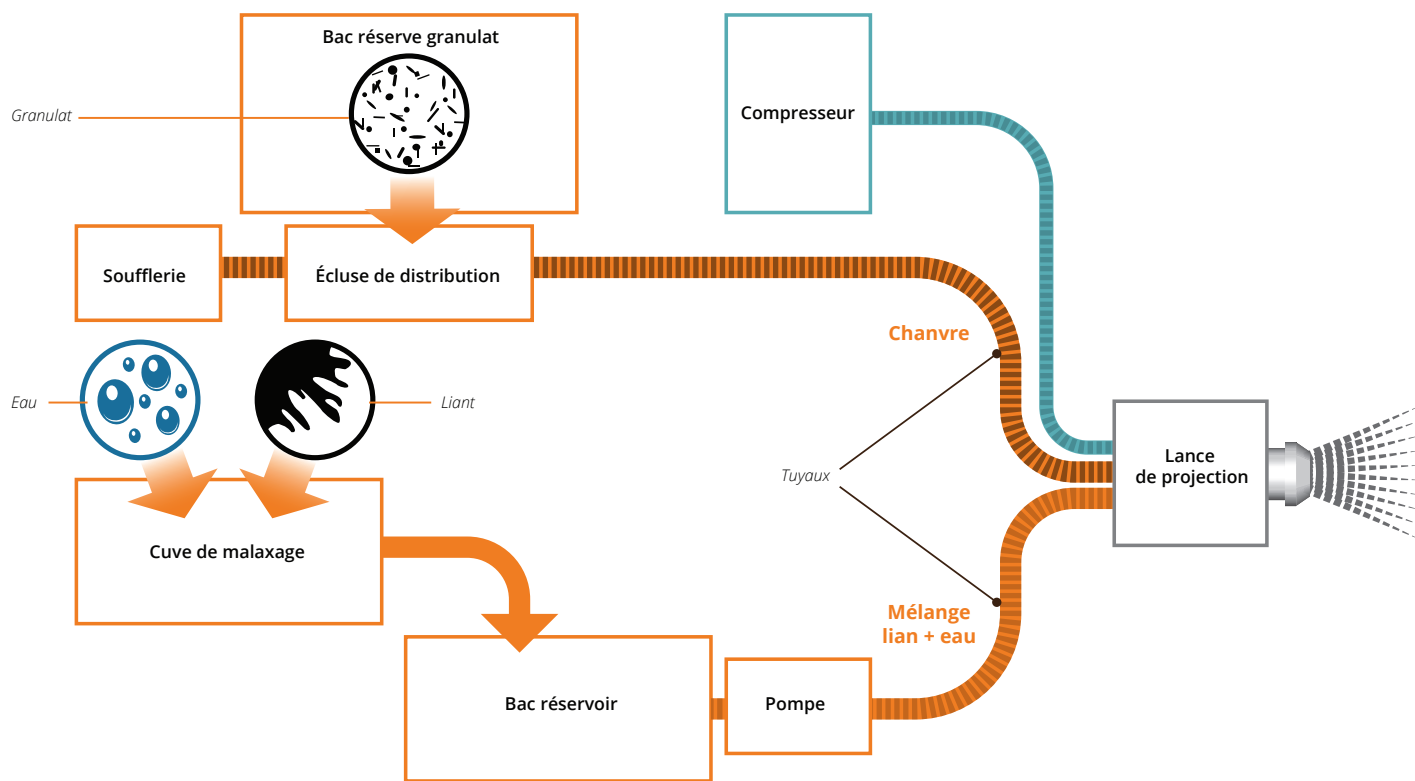 Bac réserve granulat
Granulat
Compresseur
Soufflerie
Écluse de distribution
Chanvre
Eau
Liant
Tuyaux
Lance
de projection
Cuve de malaxage
Mélange
lian + eau
Bac réservoir
Pompe